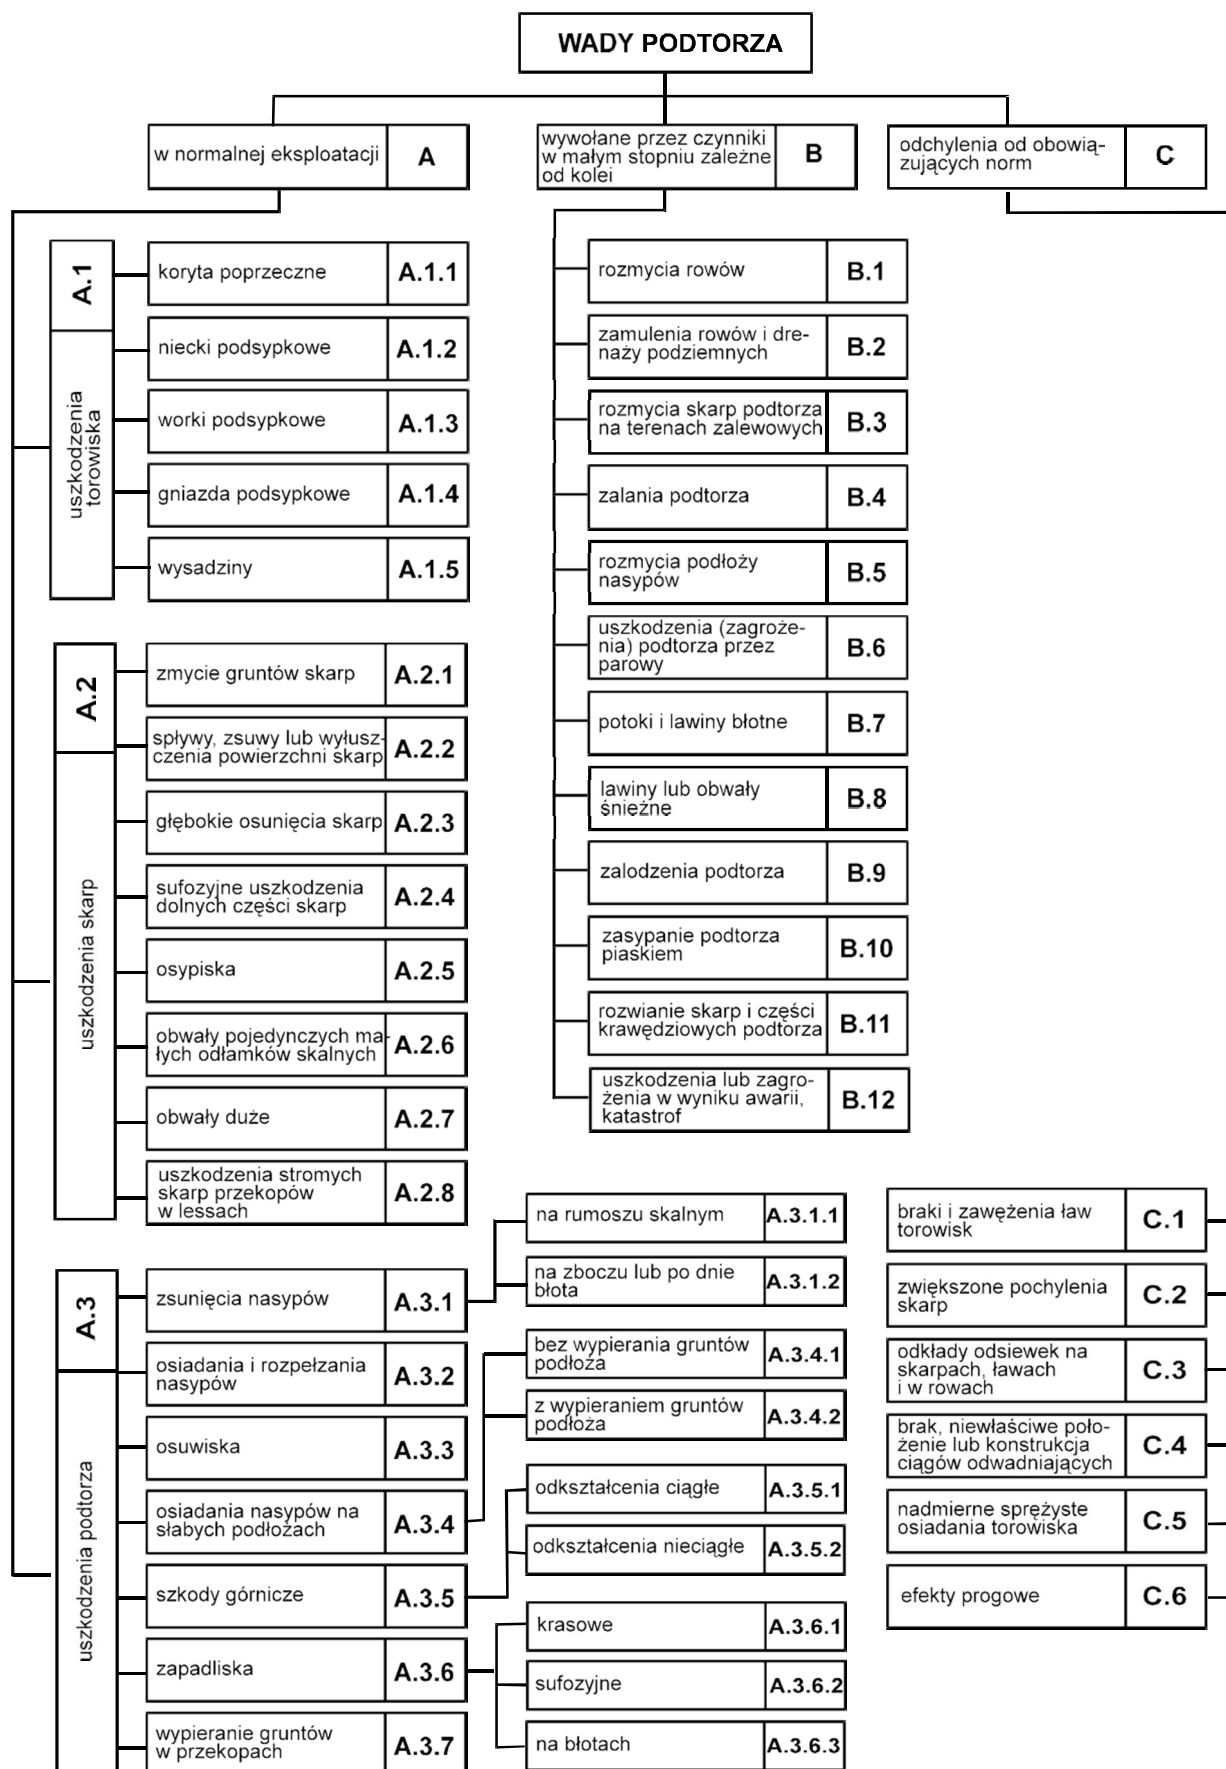 WADY PODTORZA
w normalnej eksploatacji
A
wywołane przez czynniki
w małym stopniu zależne
od kolei
B
odchylenia od obowią-
zujących norm
C
A.1
uszkodzenia
torowiska
koryta poprzeczne
A.1.1
niecki podsypkowe
A.1.2
worki podsypkowe
A.1.3
gniazda podsypkowe
A.1.4
wysadziny
A.1.5
A.2
uszkodzenia skarp
zmycie gruntów skarp
A.2.1
spływy, zsuwy lub wyłusz-
czenia powierzchni skarp
A.2.2
głębokie osunięcia skarp
A.2.3
sufozyjne uszkodzenia
dolnych części skarp
A.2.4
osypiska
A.2.5
obwały pojedynczych ma-
łych odłamków skalnych
A.2.6
obwały duże
A.2.7
uszkodzenia stromych
skarp przekopów
w lessach
A.2.8
A.3
uszkodzenia podtorza
zsunięcia nasypów
A.3.1
osiadania i rozpełzania
nasypów
A.3.2
osuwiska
A.3.3
osiadania nasypów na
słabych podłożach
A.3.4
szkody górnicze
A.3.5
zapadliska
A.3.6
wypieranie gruntów
w przekopach
A.3.7
na rumoszu skalnym
A.3.1.1
na zboczu lub po dnie
błota
A.3.1.2
bez wypierania gruntów
podłoża
A.3.4.1
z wypieraniem gruntów
podłoża
A.3.4.2
odkształcenia ciągłe
A.3.5.1
odkształcenia nieciągłe
A.3.5.2
krasowe
A.3.6.1
sufozyjne
A.3.6.2
na błotach
A.3.6.3
rozmycia rowów
B.1
zamulenia rowów i dre-
naży podziemnych
B.2
rozmycia skarp podtorza
na terenach zalewowych
B.3
zalania podtorza
B.4
rozmycia podłoży
nasypów
B.5
uszkodzenia (zagroże-
nia) podtorza przez
parowy
B.6
potoki i lawiny błotne
B.7
lawiny lub obwały
śnieżne
B.8
zalodzenia podtorza
B.9
zasypanie podtorza
piaskiem
B.10
rozwianie skarp i części
krawędziowych podtorza
B.11
uszkodzenia lub zagro-
żenia w wyniku awarii,
katastrof
B.12
braki i zawężenia ław
torowisk
C.1
zwiększone pochylenia
skarp
C.2
odkłady odsiewek na
skarpach, ławach
i w rowach
C.3
brak, niewłaściwe poło-
żenie lub konstrukcja
ciągów odwadniających
C.4
nadmierne sprężyste
osiadania torowiska
C.5
efekty progowe
C.6